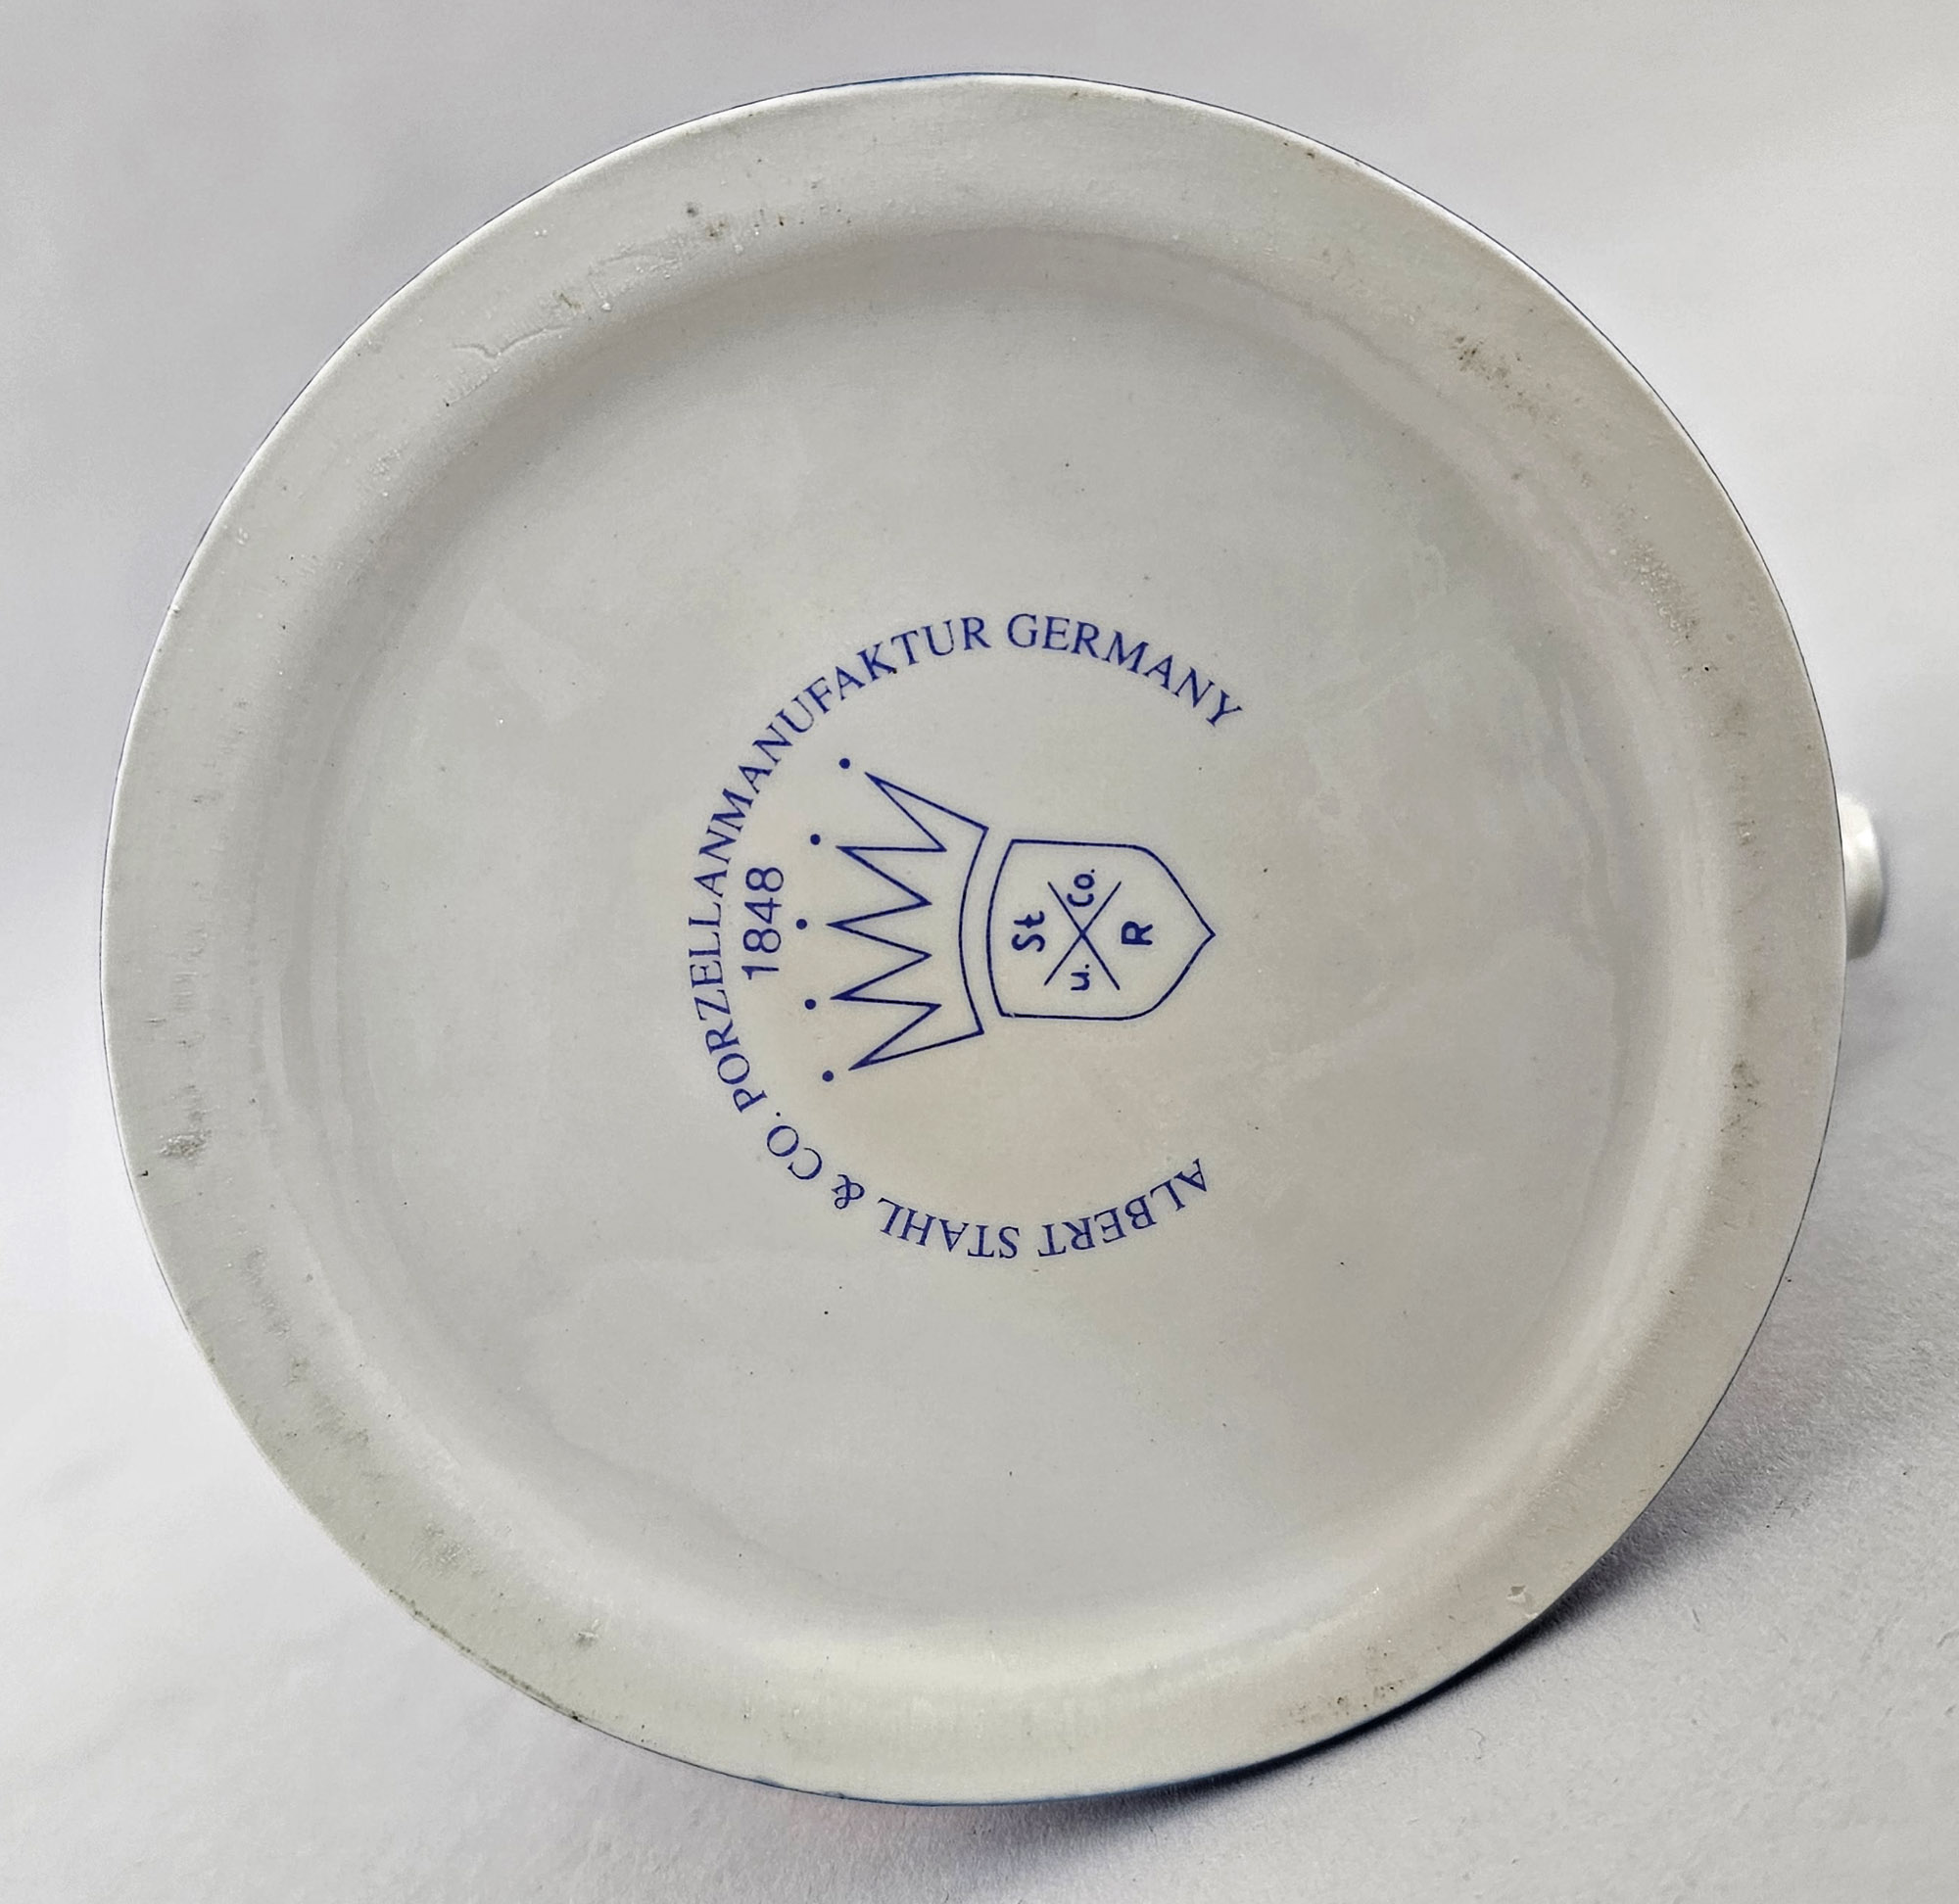 ALBERT STAHL & CO. PORZELLANMANUFAKTUR GERMANY
1848
St
u. Co.
R